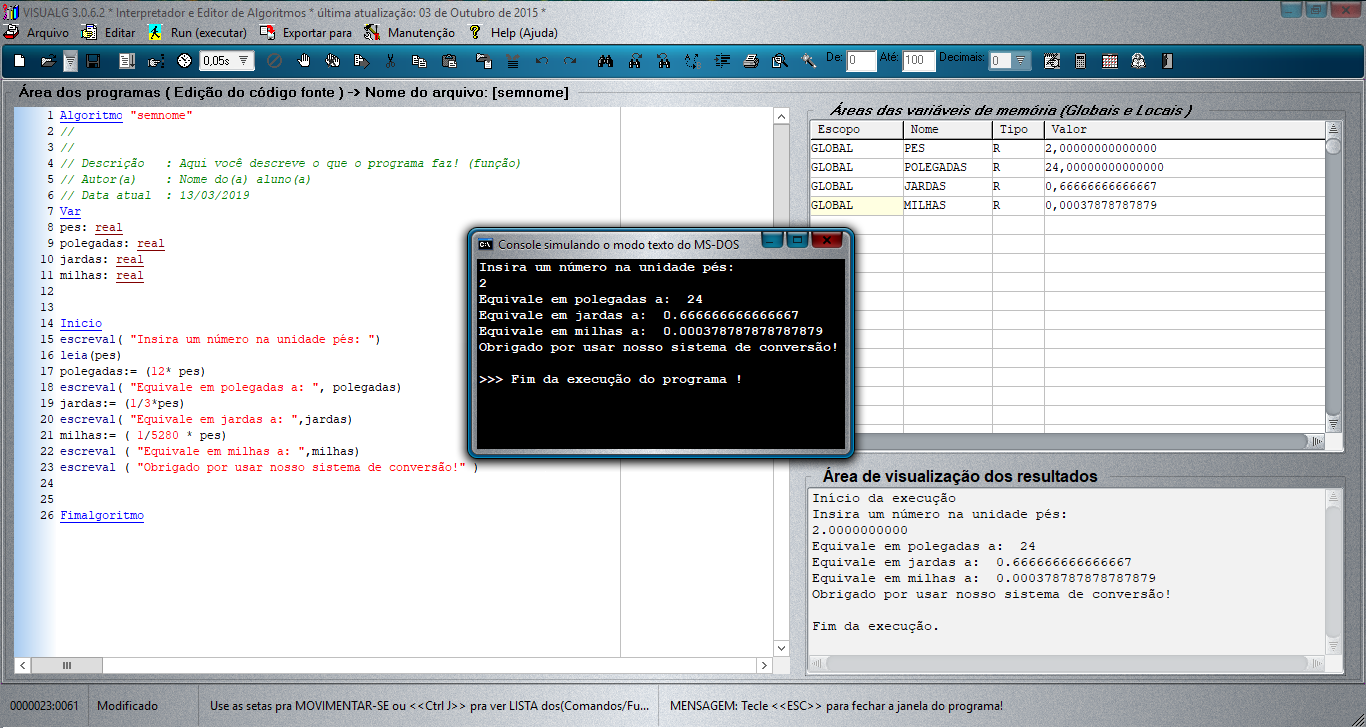 VISUALG 3.0.6.2 * Interpretador e Editor de Algoritmos * última atualização: 03 de Outubro de 2015 *
Arquivo Editar Run (executar) Exportar para Manutenção Help (Ajuda)
0,05s De: 0 Até: 100 Decimais: 0
Área dos programas ( Edição do código fonte ) -> Nome do arquivo: [semnome]
1 Algoritmo "semnome"
2 //
3 //
4 // Descrição : Aqui você descreve o que o programa faz! (função)
5 // Autor(a) : Nome do(a) aluno(a)
6 // Data atual : 13/03/2019
7 Var
8 pes: real
9 polegadas: real
10 jardas: real
11 milhas: real
12
13
14 Inicio
15 escreval( "Insira um número na unidade pés: ")
16 leia(pes)
17 polegadas:= (12* pes)
18 escreval( "Equivale em polegadas a: ", polegadas)
19 jardas:= (1/3*pes)
20 escreval( "Equivale em jardas a: ",jardas)
21 milhas:= ( 1/5280 * pes)
22 escreval ( "Equivale em milhas a: ",milhas)
23 escreval ( "Obrigado por usar nosso sistema de conversão!" )
24
25
26 Fimalgoritmo
Console simulando o modo texto do MS-DOS
Insira um número na unidade pés:
2
Equivale em polegadas a: 24
Equivale em jardas a: 0.666666666666667
Equivale em milhas a: 0.000378787878787879
Obrigado por usar nosso sistema de conversão!
>>> Fim da execução do programa !
Áreas das variáveis de memória (Globais e Locais )
Escopo Nome Tipo Valor
GLOBAL PES R 2,00000000000000
GLOBAL POLEGADAS R 24,00000000000000
GLOBAL JARDAS R 0,66666666666667
GLOBAL MILHAS R 0,00037878787879
Área de visualização dos resultados
Início da execução
Insira um número na unidade pés:
2.0000000000
Equivale em polegadas a: 24
Equivale em jardas a: 0.666666666666667
Equivale em milhas a: 0.000378787878787879
Obrigado por usar nosso sistema de conversão!
Fim da execução.
0000023:0061 Modificado Use as setas pra MOVIMENTAR-SE ou <<Ctrl J>> pra ver LISTA dos(Comandos/Fu... MENSAGEM: Tecle <<ESC>> para fechar a janela do programa!